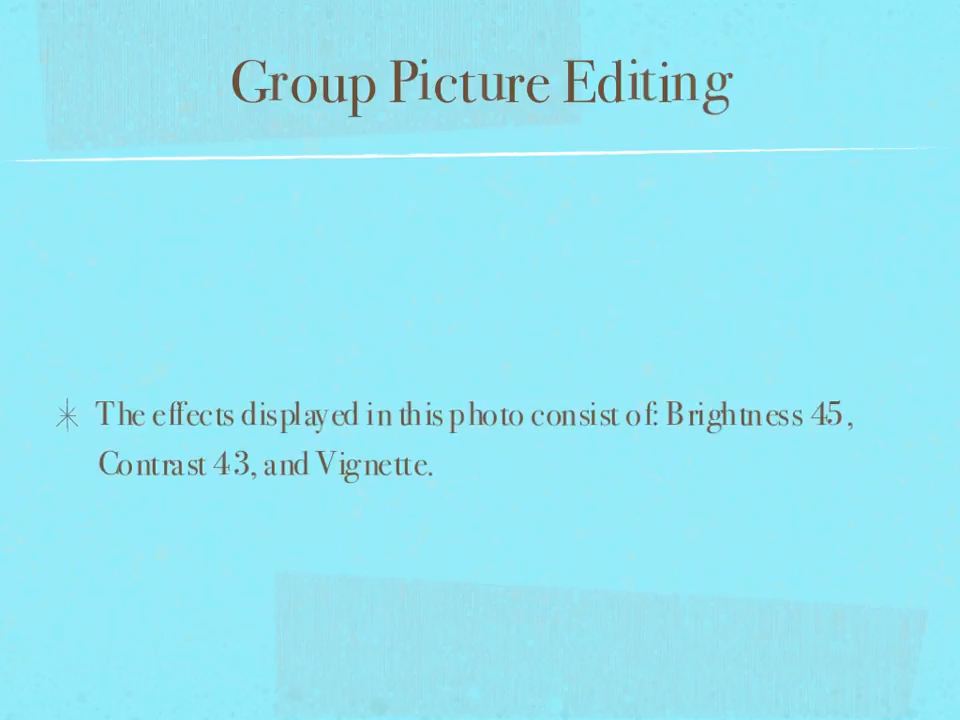 Group Picture Editing
The effects displayed in this photo consist of: Brightness 45,
Contrast 43, and Vignette.